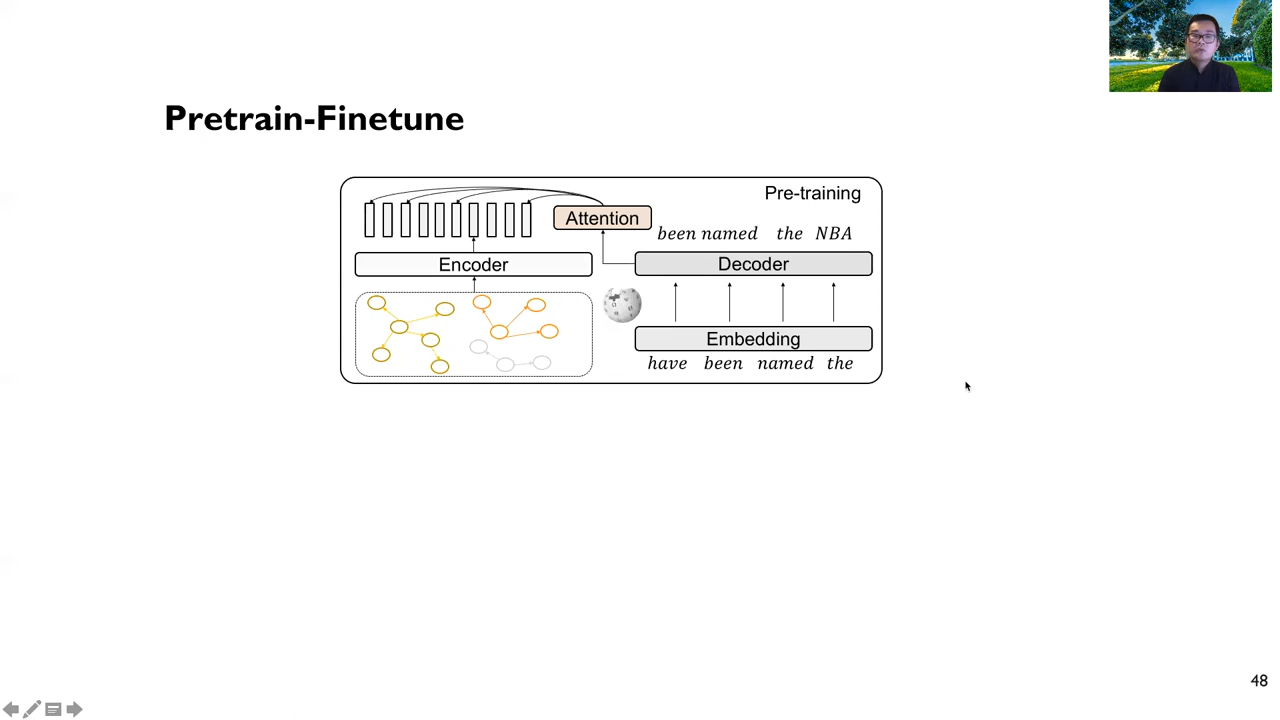 Pretrain-Finetune
Pre-training
Attention
been named the NBA
Encoder
Decoder
Embedding
have been named the
48